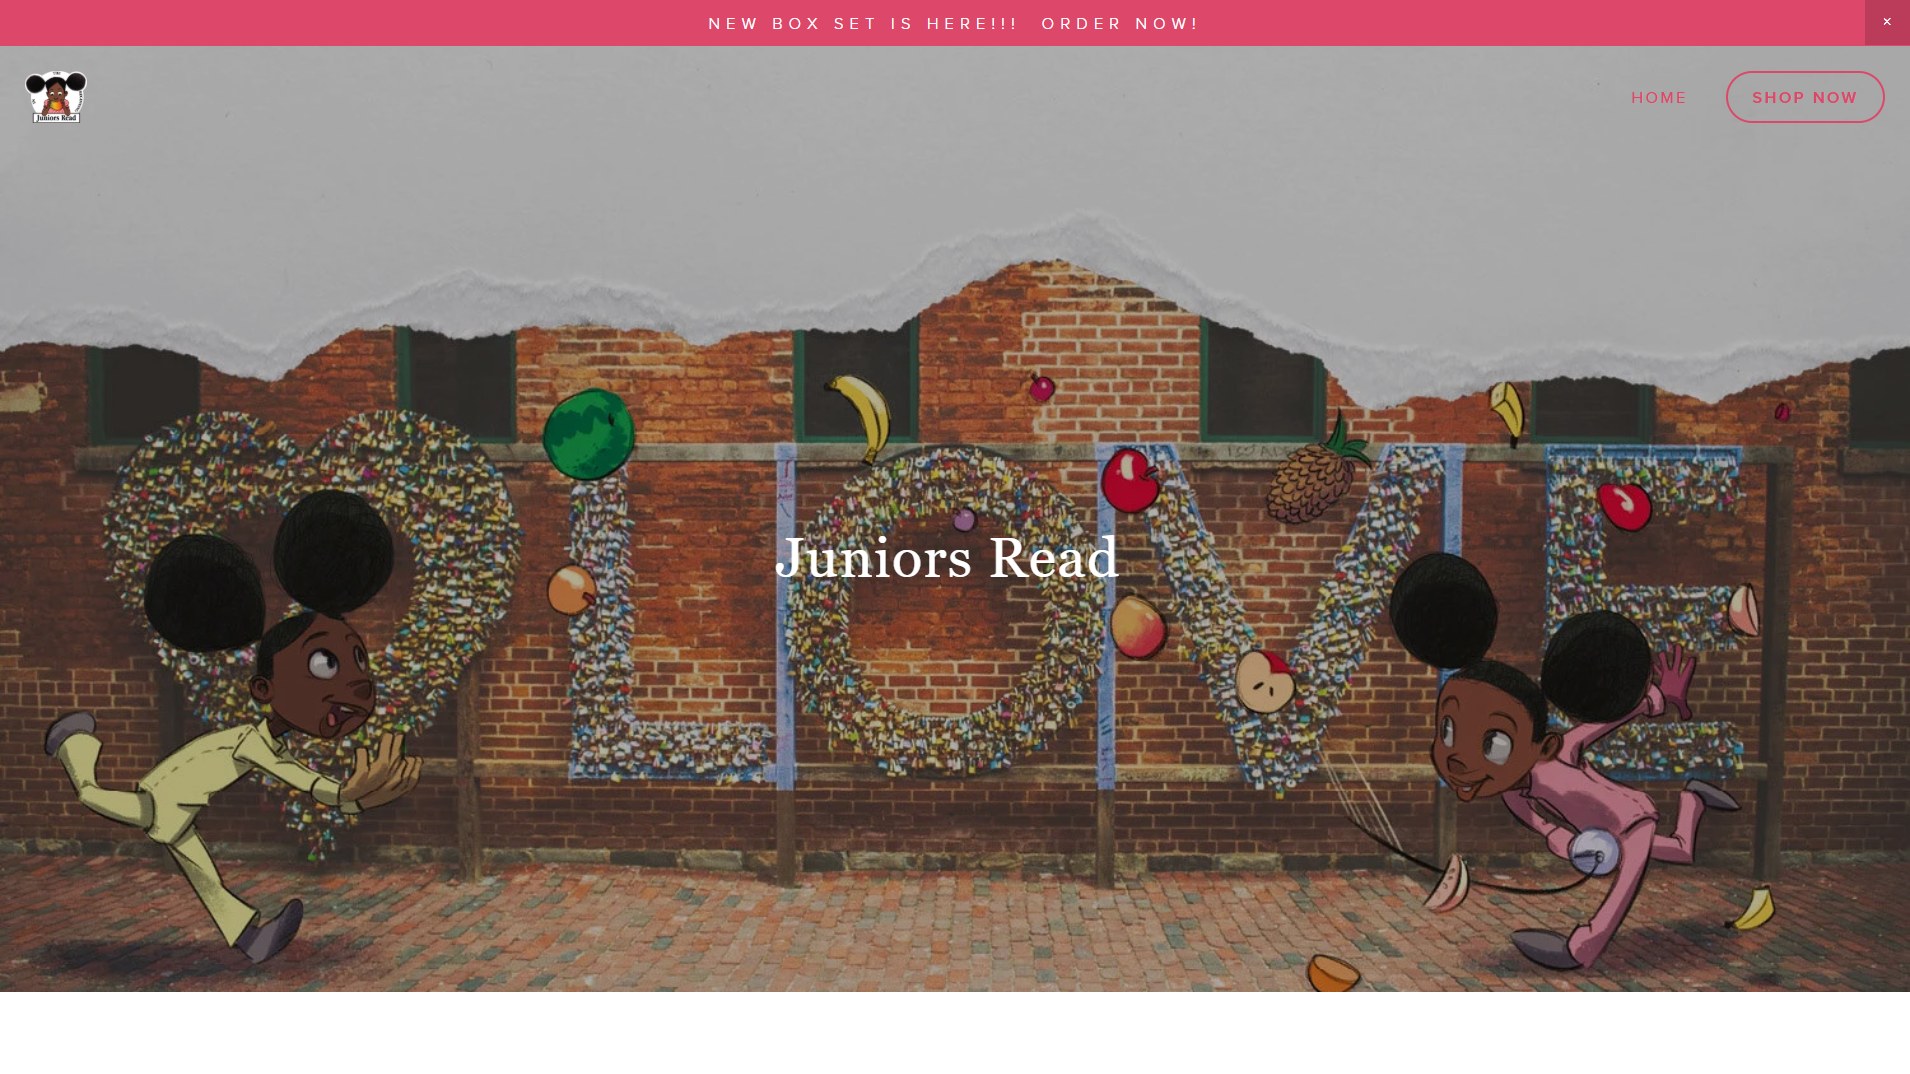 NEW BOX SET IS HERE!!! ORDER NOW!
×
Juniors Read
HOME
SHOP NOW
LOVE
Juniors Read